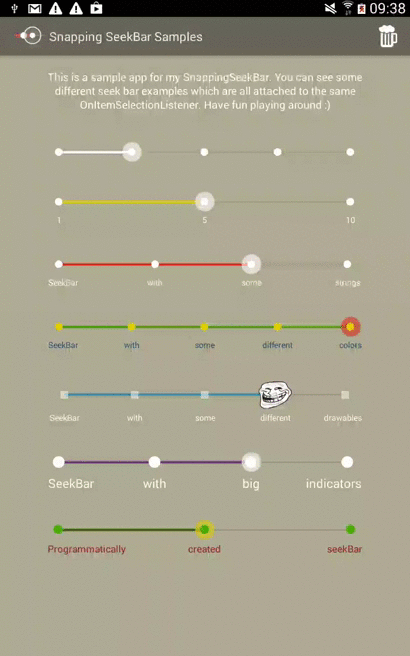 09:38
Snapping SeekBar Samples
This is a sample app for my SnappingSeekBar. You can see some
different seek bar examples which are all attached to the same
OnItemSelectionListener. Have fun playing around :)
1 5 10
SeekBar with some strings
SeekBar with some different colors
SeekBar with some different drawables
SeekBar with big indicators
Programmatically created seekBar